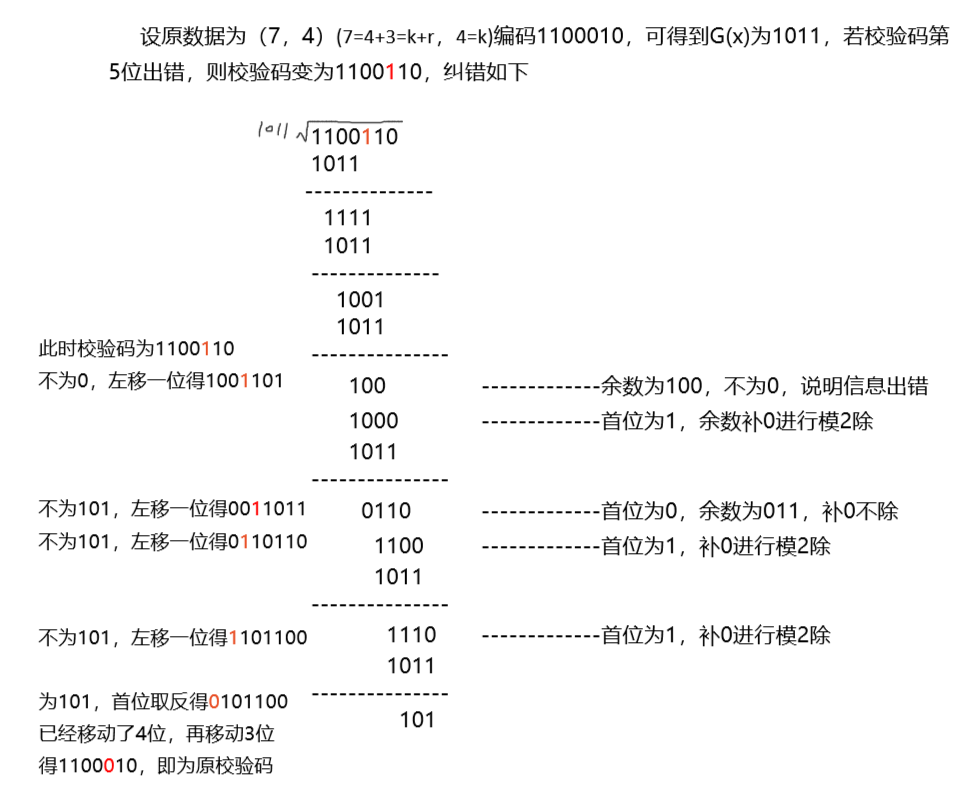 设原数据为（7，4）(7=4+3=k+r，4=k)编码1100010，可得到G(x)为1011，若校验码第
5位出错，则校验码变为1100110，纠错如下
1011 √1100110
1011
--------------
1111
1011
--------------
1001
1011
此时校验码为1100110
---------------
不为0，左移一位得1001101 100 -------------余数为100，不为0，说明信息出错
1000 -------------首位为1，余数补0进行模2除
1011
---------------
不为101，左移一位得0011011 0110 -------------首位为0，余数为011，补0不除
不为101，左移一位得0110110 1100 -------------首位为1，补0进行模2除
1011
---------------
不为101，左移一位得1101100 1110 -------------首位为1，补0进行模2除
1011
---------------
为101，首位取反得0101100
101
已经移动了4位，再移动3位
得1100010，即为原校验码